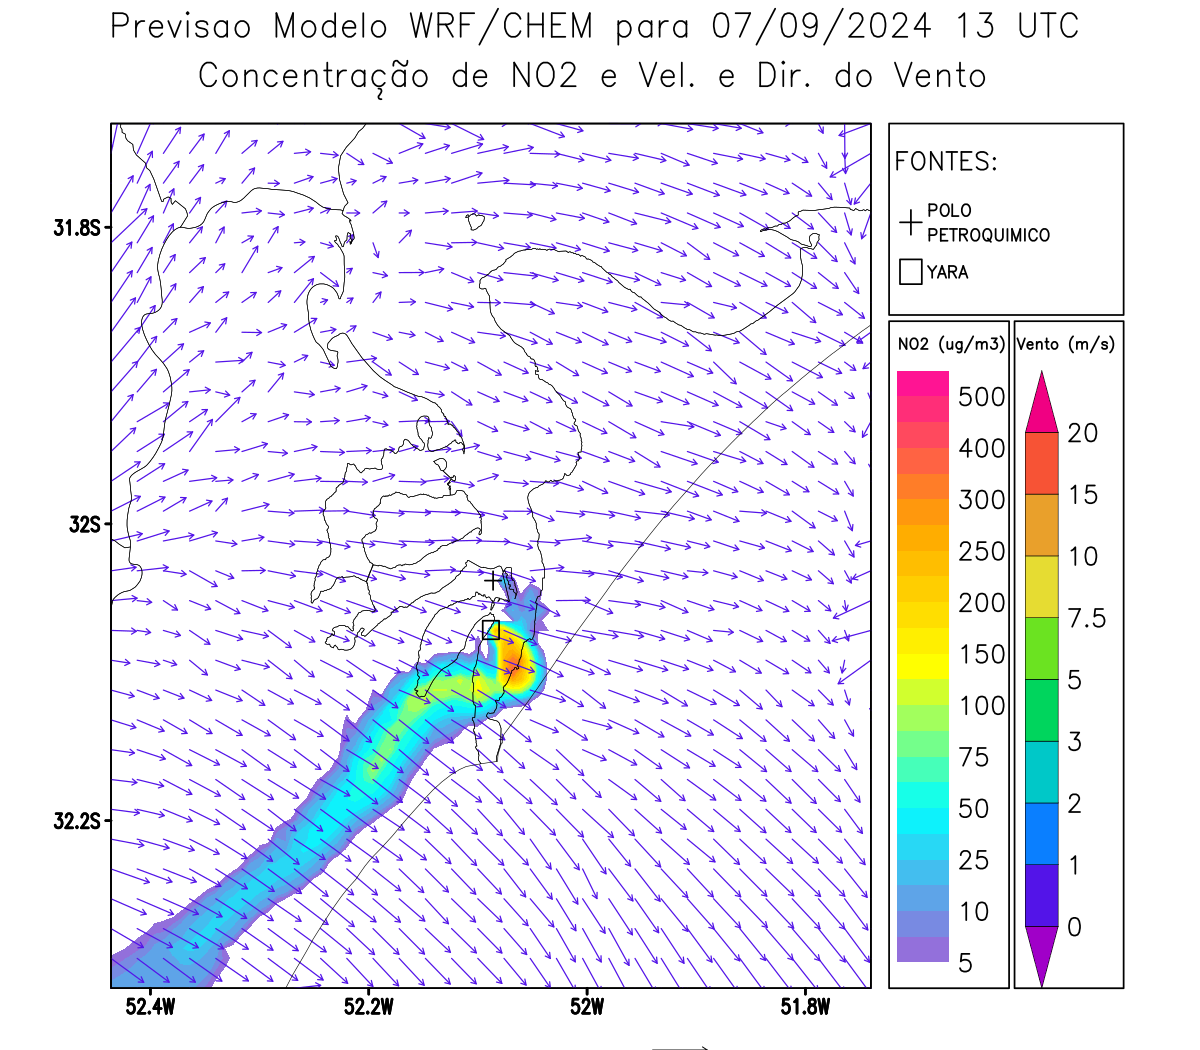 Previsao Modelo WRF/CHEM para 07/09/2024 13 UTC
Concentração de NO2 e Vel. e Dir. do Vento
FONTES:
POLO
PETROQUIMICO
YARA
31.8S
32S
32.2S
52.4W
52.2W
52W
51.8W
NO2 (ug/m3)
500
400
300
250
200
150
100
75
50
25
10
5
Vento (m/s)
20
15
10
7.5
5
3
2
1
0